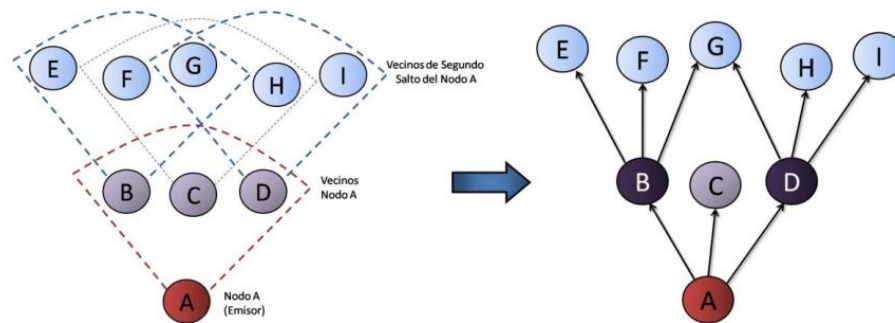 E
F
G
H
I
Vecinos de Segundo
Salto del Nodo A
B
C
D
Vecinos
Nodo A
A
Nodo A
(Emisor)
E
F
G
H
I
B
C
D
A